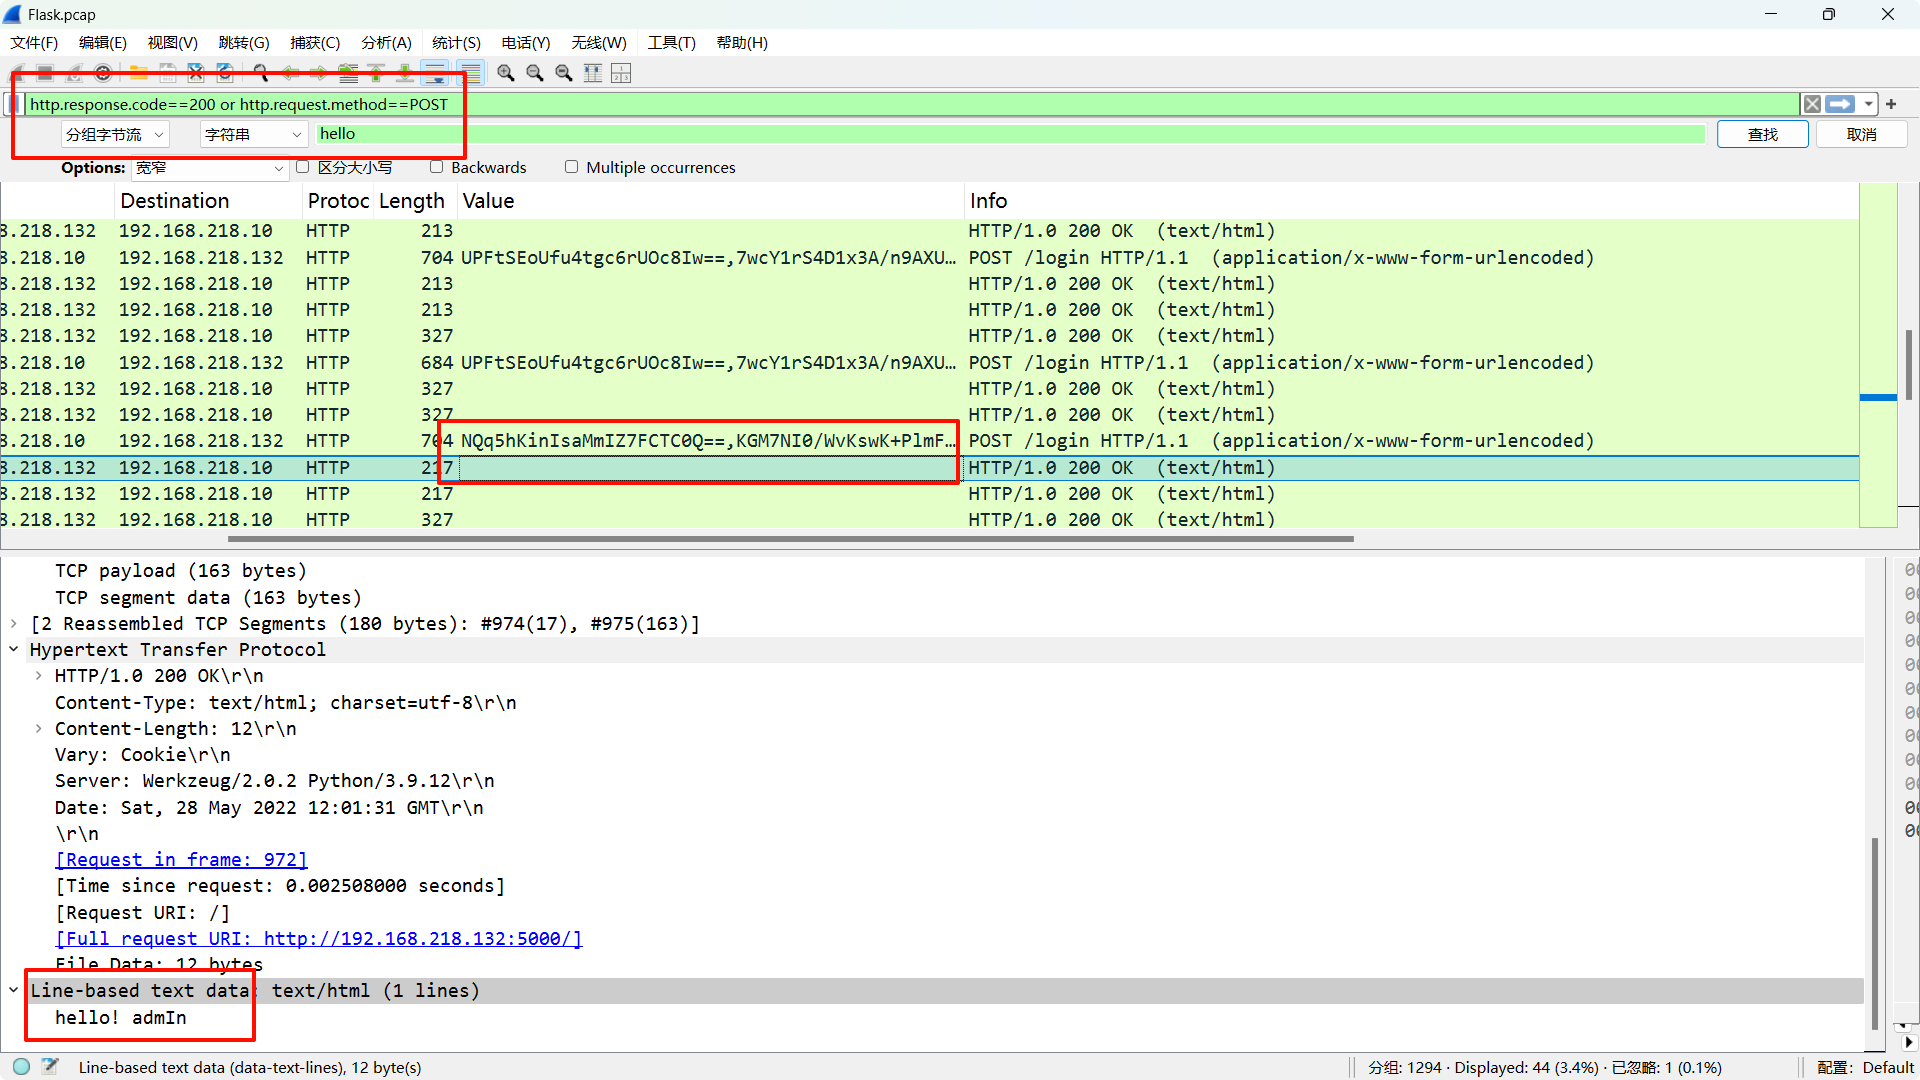 Flask.pcap
文件(F) 编辑(E) 视图(V) 跳转(G) 捕获(C) 分析(A) 统计(S) 电话(Y) 无线(W) 工具(T) 帮助(H)
http.response.code==200 or http.request.method==POST
分组字节流 字符串 hello 查找 取消
Options: 宽窄 区分大小写 Backwards Multiple occurrences
Destination Protoc Length Value Info
8.218.132 192.168.218.10 HTTP 213 HTTP/1.0 200 OK (text/html)
8.218.10 192.168.218.132 HTTP 704 UPFtSEoUfu4tgc6rUOc8Iw==,7wcY1rS4D1x3A/n9AXU… POST /login HTTP/1.1 (application/x-www-form-urlencoded)
8.218.132 192.168.218.10 HTTP 213 HTTP/1.0 200 OK (text/html)
8.218.132 192.168.218.10 HTTP 213 HTTP/1.0 200 OK (text/html)
8.218.132 192.168.218.10 HTTP 327 HTTP/1.0 200 OK (text/html)
8.218.10 192.168.218.132 HTTP 684 UPFtSEoUfu4tgc6rUOc8Iw==,7wcY1rS4D1x3A/n9AXU… POST /login HTTP/1.1 (application/x-www-form-urlencoded)
8.218.132 192.168.218.10 HTTP 327 HTTP/1.0 200 OK (text/html)
8.218.132 192.168.218.10 HTTP 327 HTTP/1.0 200 OK (text/html)
8.218.10 192.168.218.132 HTTP 704 NQq5hKinIsaMmIZ7FCTC0Q==,KGM7NI0/WvKswK+PlmF… POST /login HTTP/1.1 (application/x-www-form-urlencoded)
8.218.132 192.168.218.10 HTTP 217 HTTP/1.0 200 OK (text/html)
8.218.132 192.168.218.10 HTTP 217 HTTP/1.0 200 OK (text/html)
8.218.132 192.168.218.10 HTTP 327 HTTP/1.0 200 OK (text/html)
TCP payload (163 bytes)
TCP segment data (163 bytes)
[2 Reassembled TCP Segments (180 bytes): #974(17), #975(163)]
Hypertext Transfer Protocol
HTTP/1.0 200 OK\r\n
Content-Type: text/html; charset=utf-8\r\n
Content-Length: 12\r\n
Vary: Cookie\r\n
Server: Werkzeug/2.0.2 Python/3.9.12\r\n
Date: Sat, 28 May 2022 12:01:31 GMT\r\n
\r\n
[Request in frame: 972]
[Time since request: 0.002508000 seconds]
[Request URI: /]
[Full request URI: http://192.168.218.132:5000/]
File Data: 12 bytes
Line-based text data: text/html (1 lines)
hello! admIn
Line-based text data (data-text-lines), 12 byte(s) 分组: 1294 · Displayed: 44 (3.4%) · 已忽略: 1 (0.1%) 配置: Default